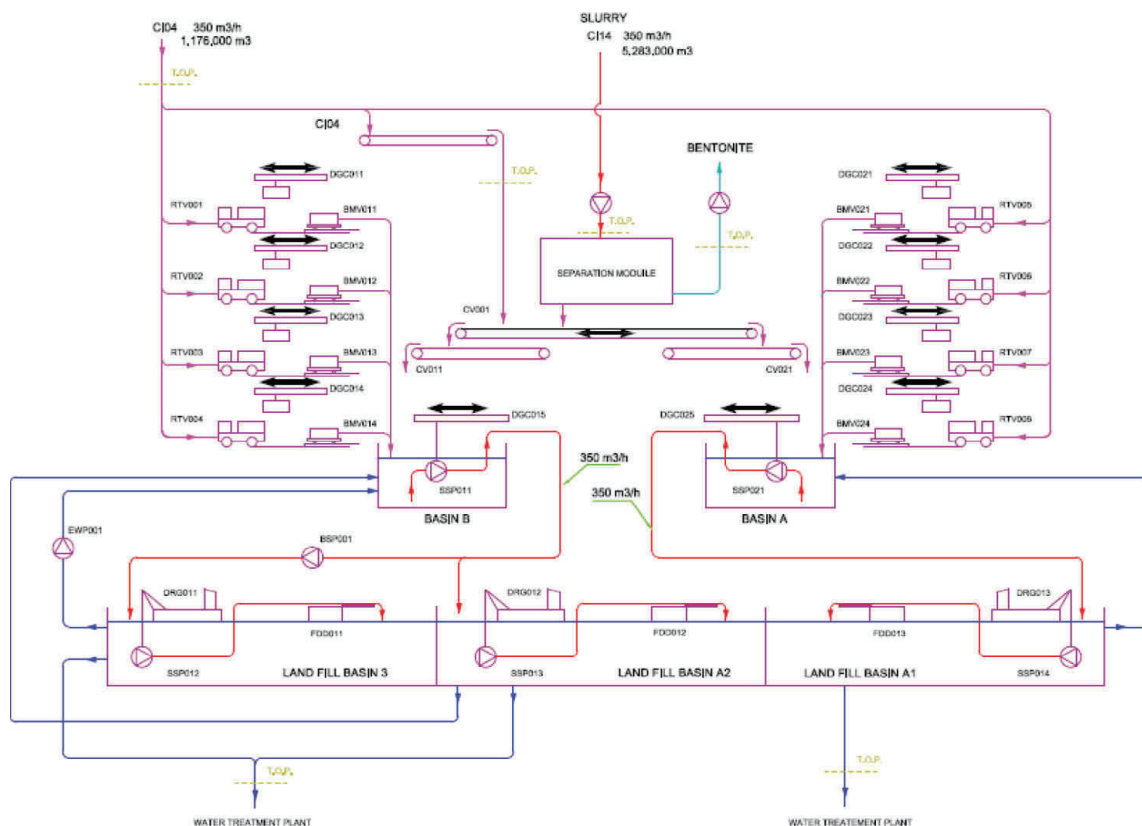 SLURRY
CI04 350 m3/h
1,176,000 m3
CI14 350 m3/h
5,283,000 m3
T.O.P.
CI04
BENTONITE
T.O.P.
DGC011
DGC021
RTV001
BMV011
BMV021
RTV005
T.O.P.
T.O.P.
DGC012
DGC022
SEPARATION MODULE
RTV002
BMV012
BMV022
RTV006
CV001
DGC013
DGC023
RTV003
BMV013
CV011
CV021
BMV023
RTV007
DGC014
DGC024
RTV004
BMV014
DGC015
DGC025
BMV024
RTV008
350 m3/h
SSP011
SSP021
350 m3/h
BASIN B
BASIN A
EWP001
BSP001
DRG011
DRG012
DRG013
FDD011
FDD012
FDD013
SSP012
LAND FILL BASIN 3
SSP013
LAND FILL BASIN A2
LAND FILL BASIN A1
SSP014
T.O.P.
T.O.P.
WATER TREATMENT PLANT
WATER TREATEMENT PLANT